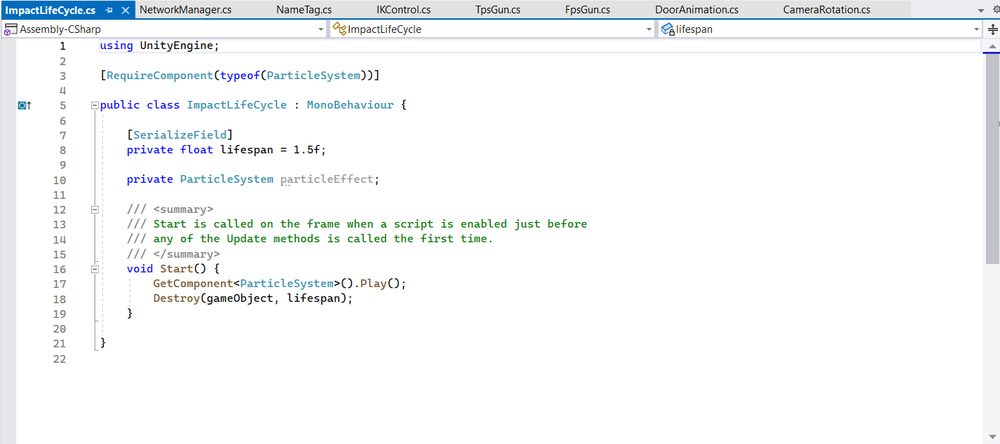 ImpactLifeCycle.cs NetworkManager.cs NameTag.cs IKControl.cs TpsGun.cs FpsGun.cs DoorAnimation.cs CameraRotation.cs
Assembly-CSharp ImpactLifeCycle lifespan
1 using UnityEngine;
2
3 [RequireComponent(typeof(ParticleSystem))]
4
5 public class ImpactLifeCycle : MonoBehaviour {
6
7 [SerializeField]
8 private float lifespan = 1.5f;
9
10 private ParticleSystem particleEffect;
11
12 /// <summary>
13 /// Start is called on the frame when a script is enabled just before
14 /// any of the Update methods is called the first time.
15 /// </summary>
16 void Start() {
17 GetComponent<ParticleSystem>().Play();
18 Destroy(gameObject, lifespan);
19 }
20
21 }
22